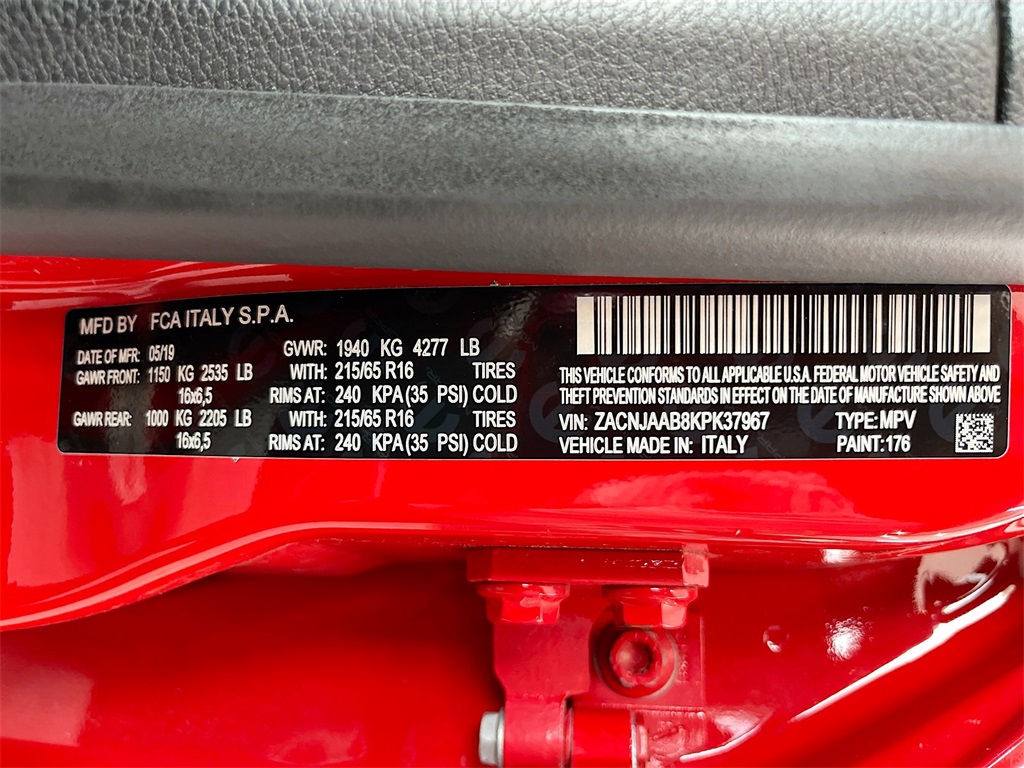 MFD BY FCA ITALY S.P.A.
DATE OF MFR: 05/19 GVWR: 1940 KG 4277 LB
GAWR FRONT: 1150 KG 2535 LB WITH: 215/65 R16 TIRES
16x6,5 RIMS AT: 240 KPA (35 PSI) COLD
GAWR REAR: 1000 KG 2205 LB WITH: 215/65 R16 TIRES
16x6,5 RIMS AT: 240 KPA (35 PSI) COLD
THIS VEHICLE CONFORMS TO ALL APPLICABLE U.S.A. FEDERAL MOTOR VEHICLE SAFETY AND
THEFT PREVENTION STANDARDS IN EFFECT ON THE DATE OF MANUFACTURE SHOWN ABOVE
VIN: ZACNJAAB8KPK37967 TYPE: MPV
VEHICLE MADE IN: ITALY PAINT: 176